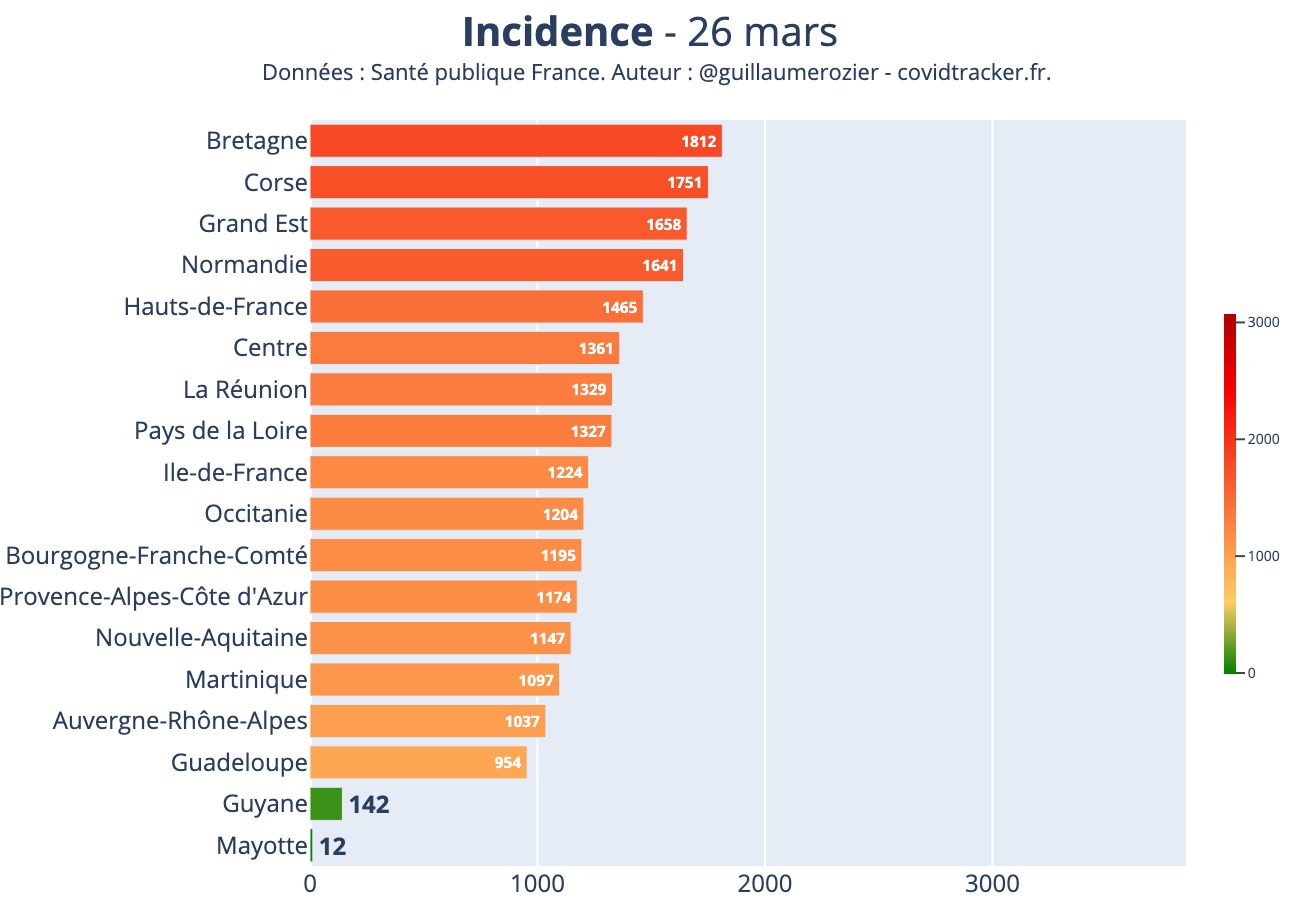 Incidence - 26 mars
Données : Santé publique France. Auteur : @guillaumerozier - covidtracker.fr.
Bretagne 1812
Corse 1751
Grand Est 1658
Normandie 1641
Hauts-de-France 1465
Centre 1361
La Réunion 1329
Pays de la Loire 1327
Ile-de-France 1224
Occitanie 1204
Bourgogne-Franche-Comté 1195
Provence-Alpes-Côte d'Azur 1174
Nouvelle-Aquitaine 1147
Martinique 1097
Auvergne-Rhône-Alpes 1037
Guadeloupe 954
Guyane 142
Mayotte 12
0 1000 2000 3000
3000
2000
1000
0